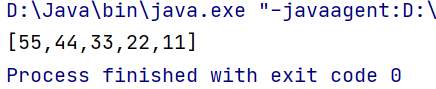 D:\Java\bin\java.exe "-javaagent:D:\
[55,44,33,22,11]
Process finished with exit code 0